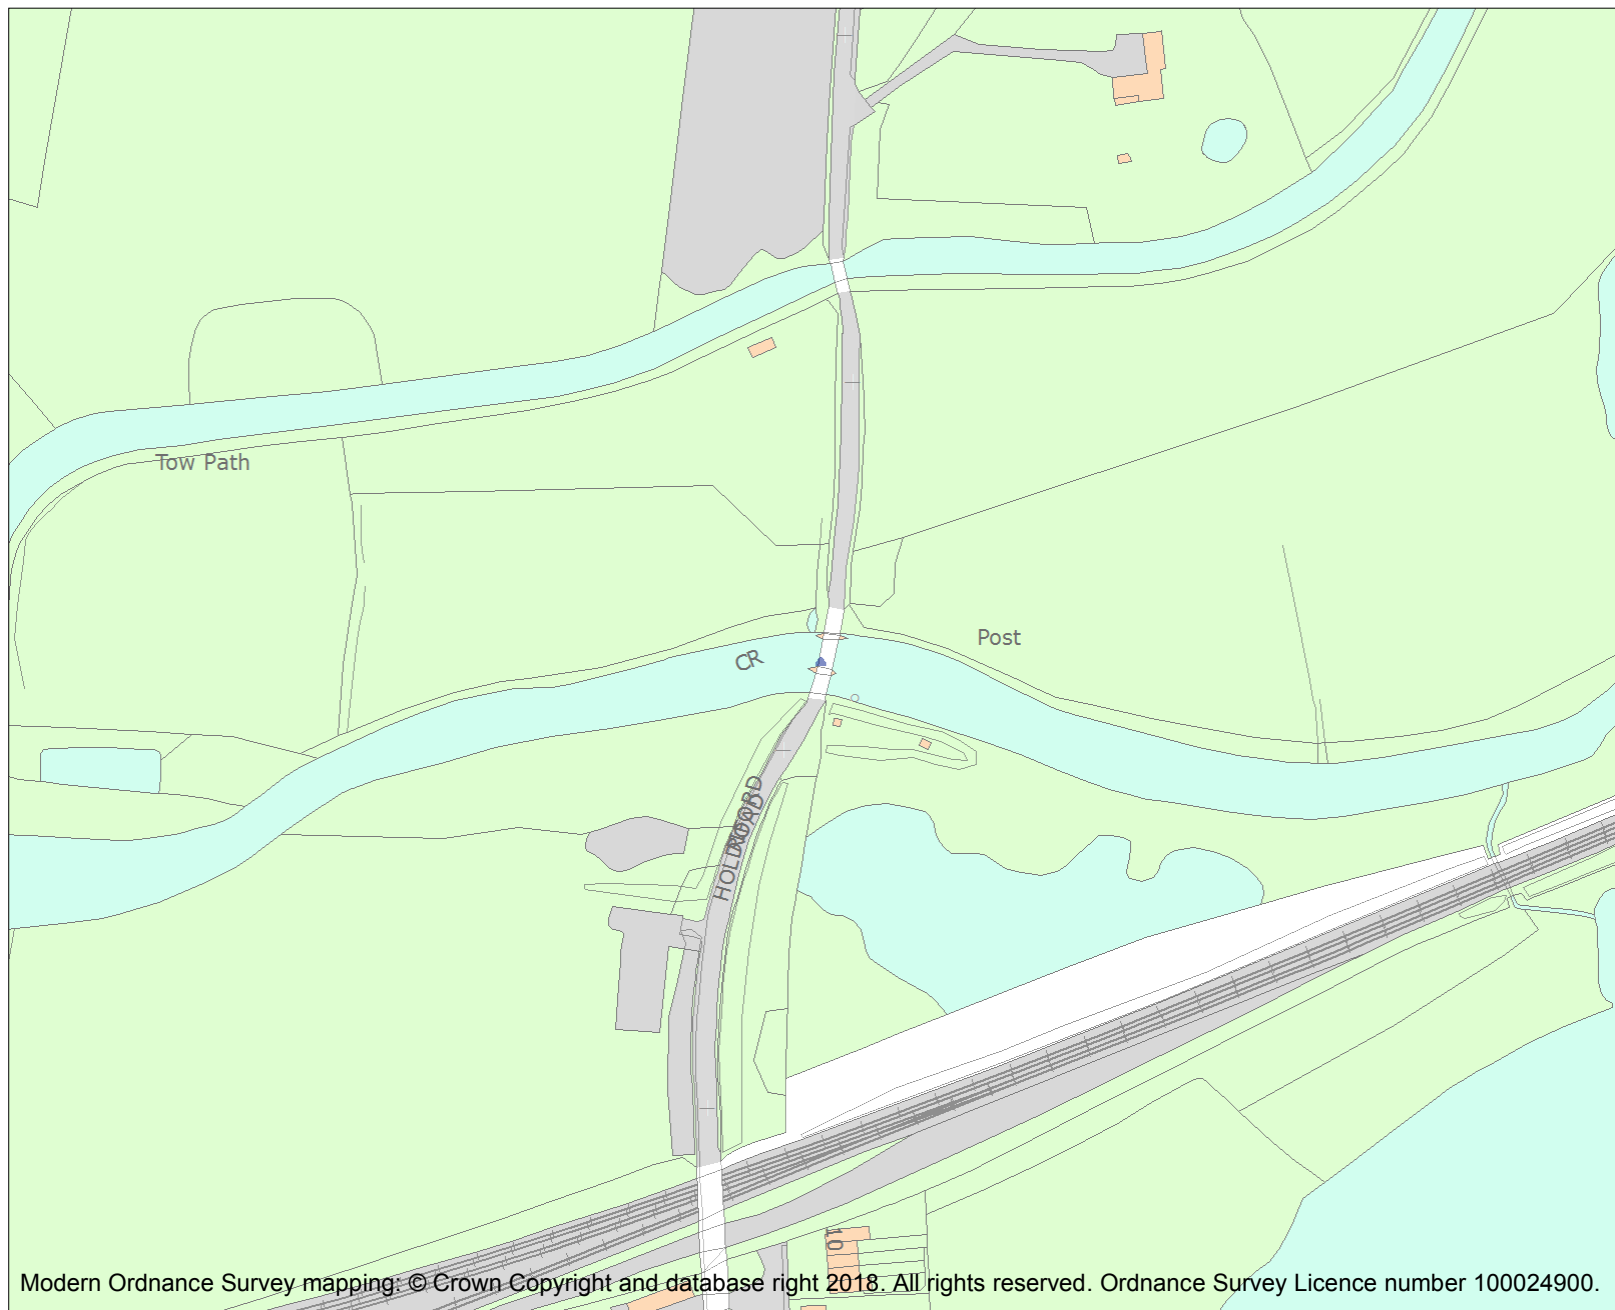 Tow Path
Post
CR
HOLDIFORD
ROAD
10
Modern Ordnance Survey mapping: © Crown Copyright and database right 2018. All rights reserved. Ordnance Survey Licence number 100024900.